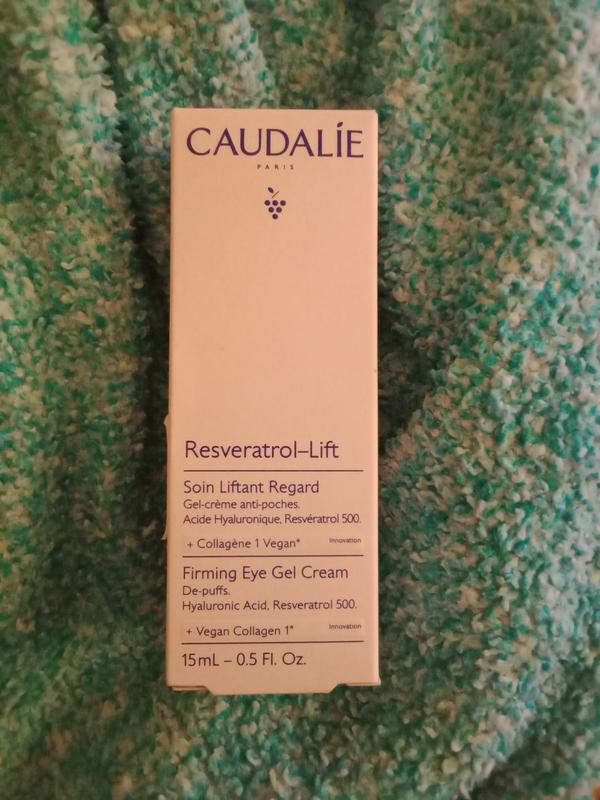 CAUDALÍE
PARIS
Resveratrol–Lift
Soin Liftant Regard
Gel-crème anti-poches.
Acide Hyaluronique, Resvératrol 500.
+ Collagène 1 Vegan* Innovation
Firming Eye Gel Cream
De-puffs.
Hyaluronic Acid, Resveratrol 500.
+ Vegan Collagen 1* Innovation
15mL – 0.5 Fl. Oz.